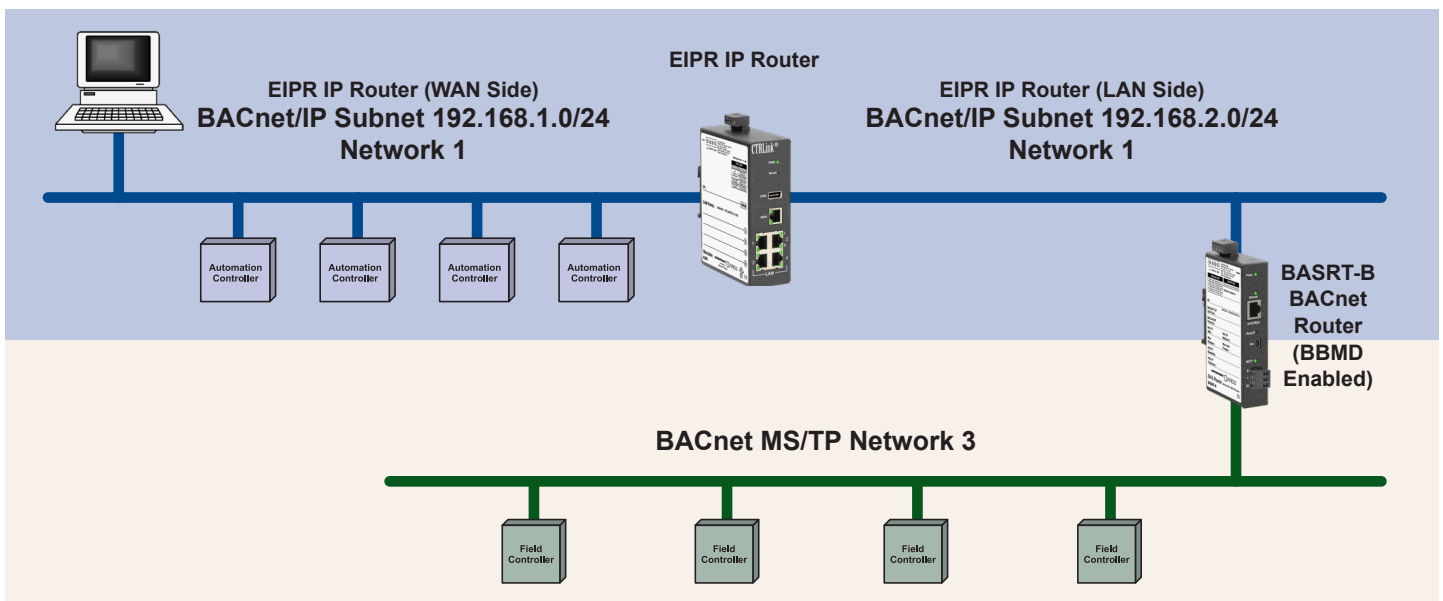 EIPR IP Router
EIPR IP Router (WAN Side)
BACnet/IP Subnet 192.168.1.0/24
Network 1
EIPR IP Router (LAN Side)
BACnet/IP Subnet 192.168.2.0/24
Network 1
CTRLink®
LAN
Automation
Controller
Automation
Controller
Automation
Controller
Automation
Controller
BASRT-B
BACnet
Router
(BBMD
Enabled)
BACnet MS/TP Network 3
Field
Controller
Field
Controller
Field
Controller
Field
Controller